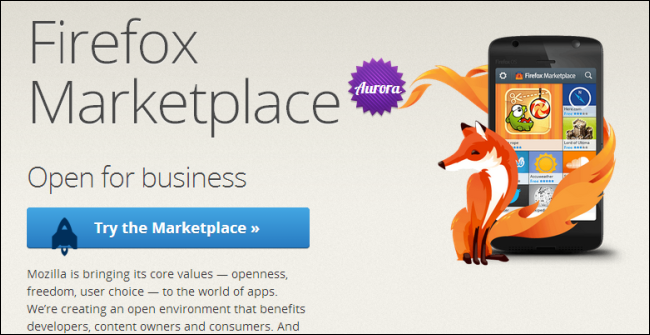 Firefox
Marketplace
Aurora
Firefox Marketplace
Open for business
Try the Marketplace »
Mozilla is bringing its core values — openness,
freedom, user choice — to the world of apps.
We're creating an open environment that benefits
developers, content owners and consumers. And